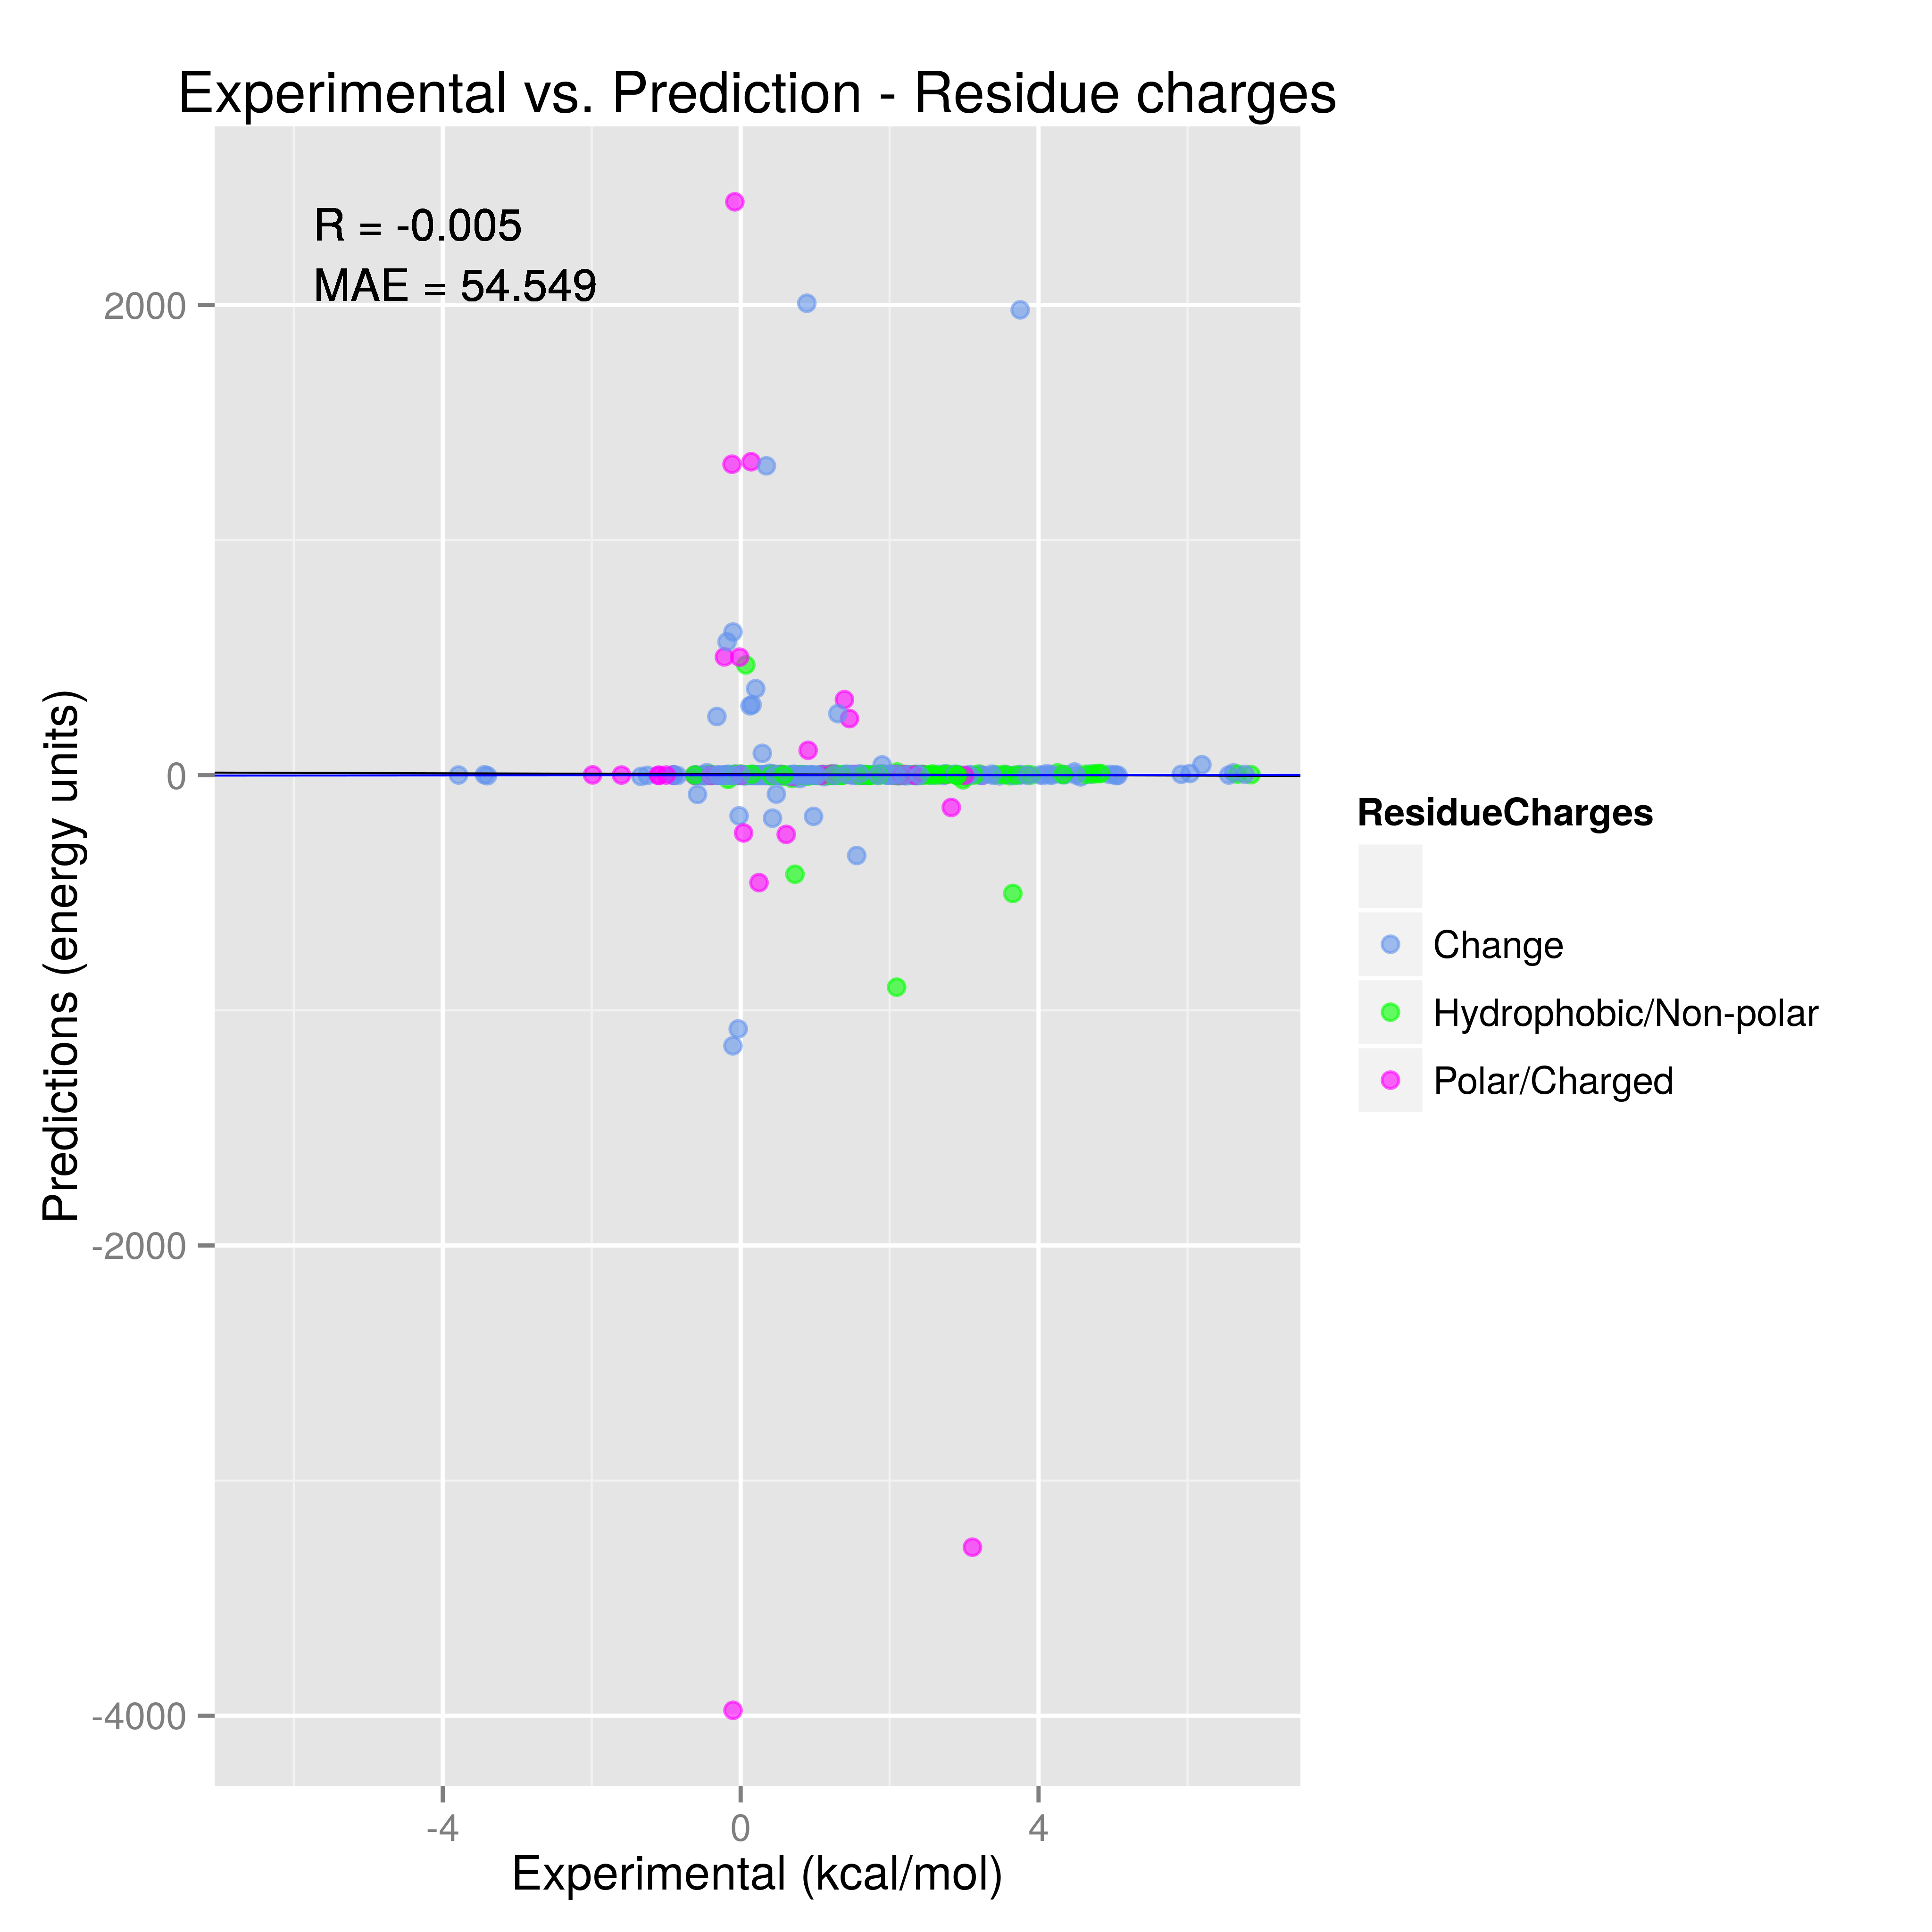 Experimental vs. Prediction - Residue charges
R = -0.005
MAE = 54.549
2000
0
-2000
-4000
Predictions (energy units)
-4
0
4
Experimental (kcal/mol)
ResidueCharges
Change
Hydrophobic/Non-polar
Polar/Charged